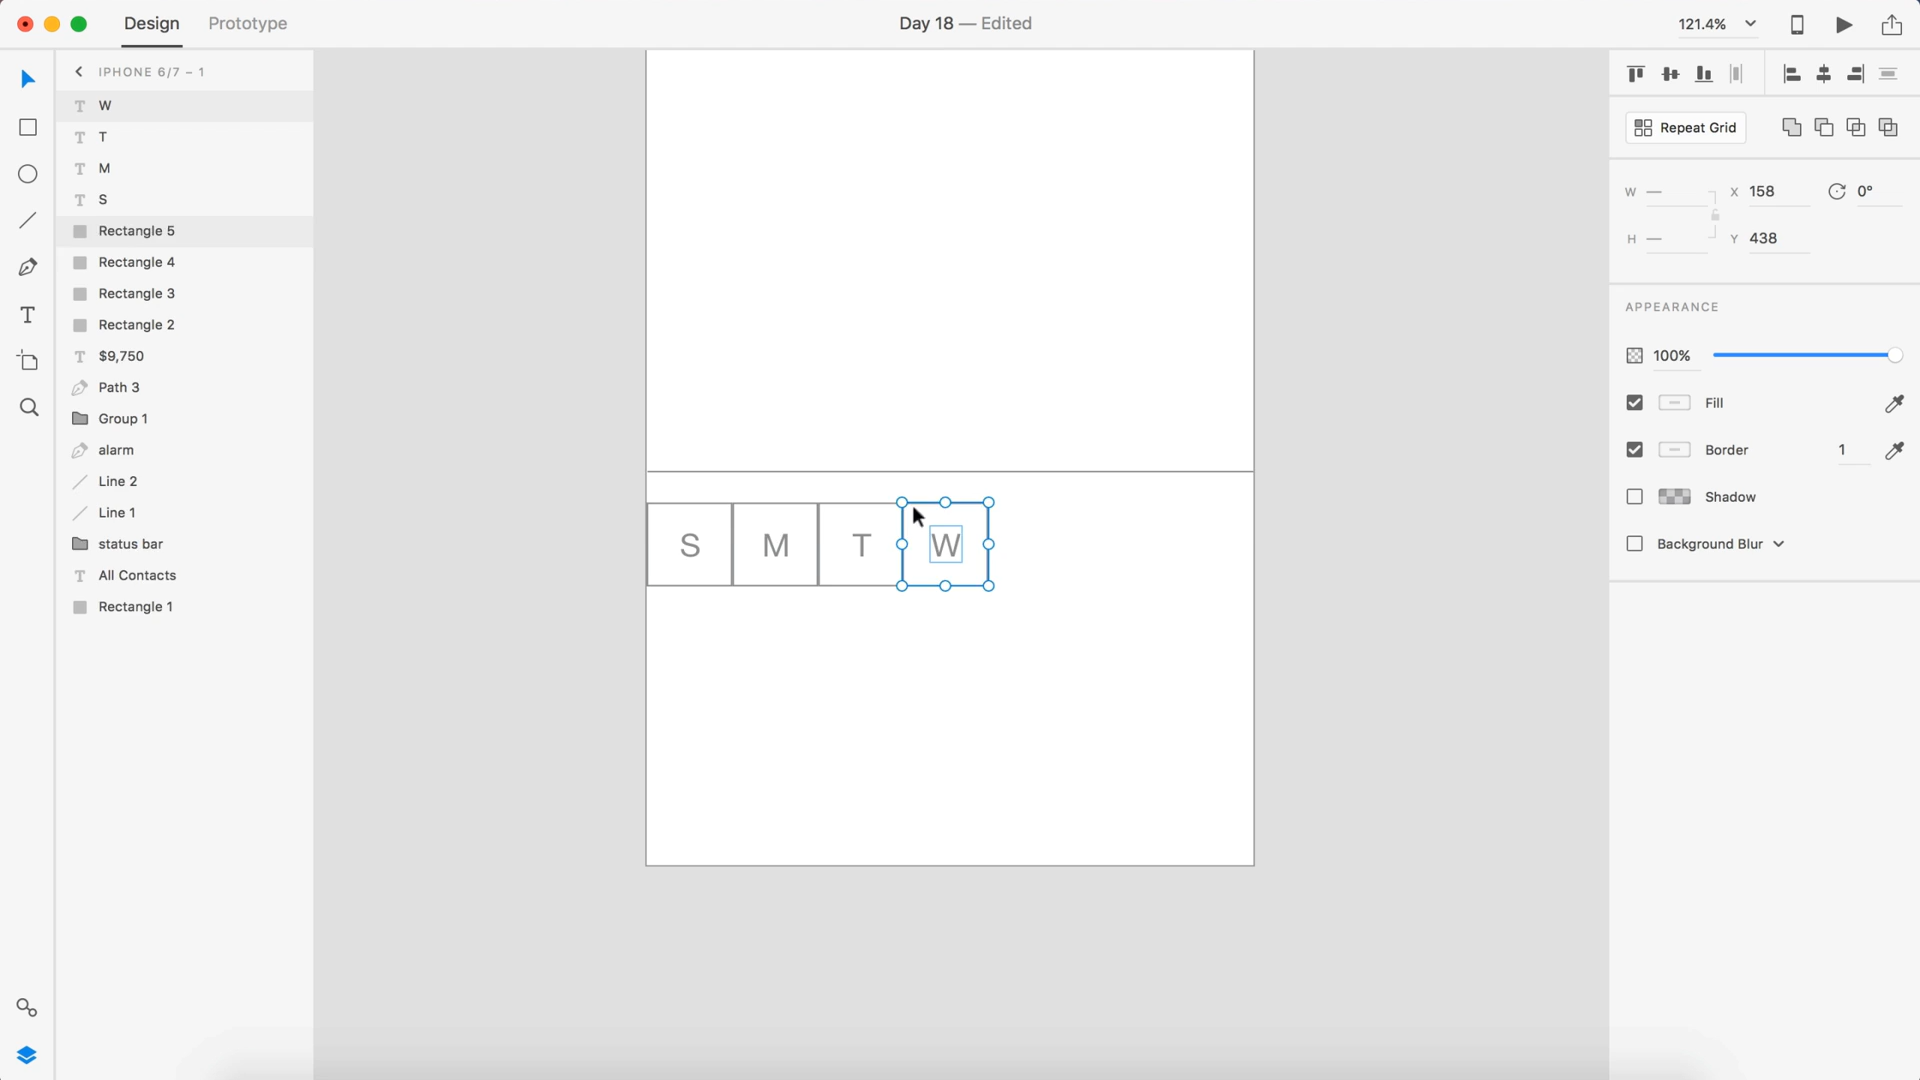 Design Prototype Day 18 — Edited 121.4%
IPHONE 6/7 – 1
W
T
M
S
Rectangle 5
Rectangle 4
Rectangle 3
Rectangle 2
$9,750
Path 3
Group 1
alarm
Line 2
Line 1
status bar
All Contacts
Rectangle 1
S M T W
Repeat Grid
W — X 158 0°
H — Y 438
APPEARANCE
100%
Fill
Border 1
Shadow
Background Blur